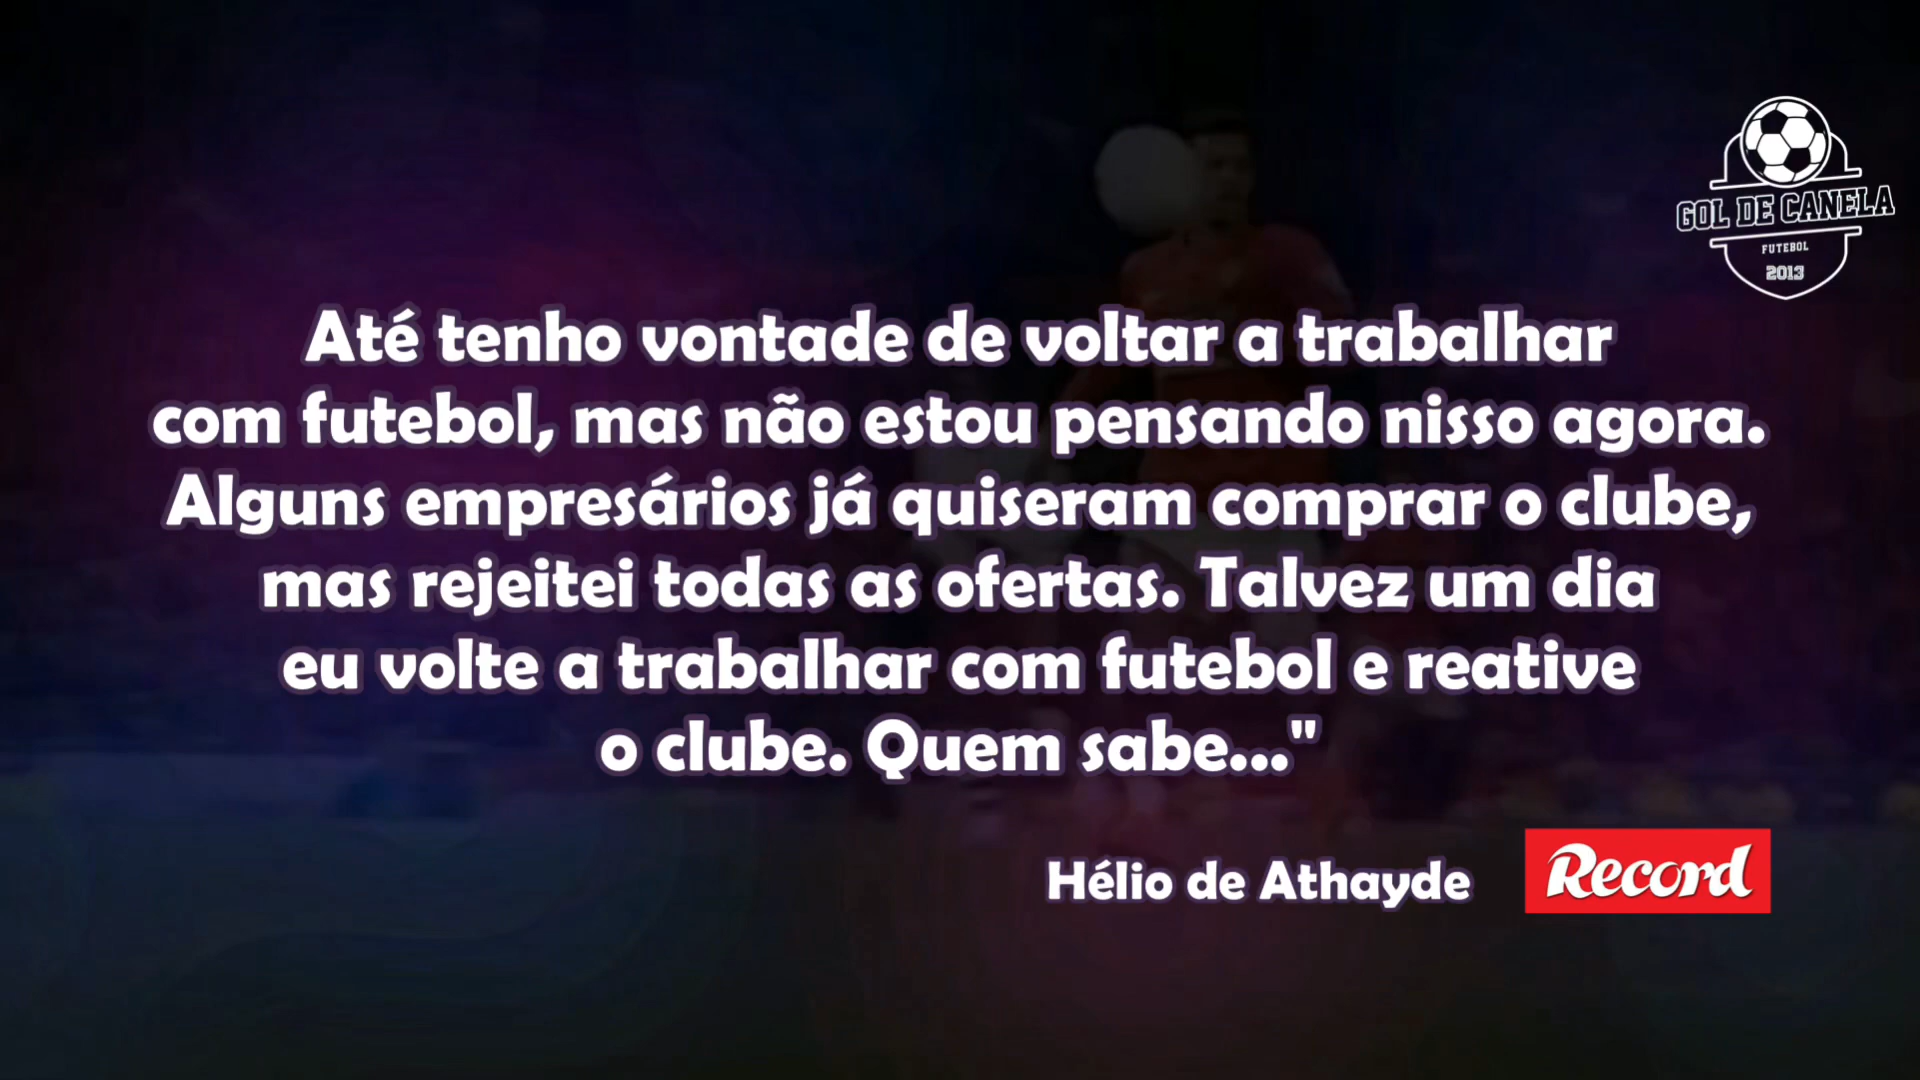 GOL DE CANELA
FUTEBOL
2013
Até tenho vontade de voltar a trabalhar
com futebol, mas não estou pensando nisso agora.
Alguns empresários já quiseram comprar o clube,
mas rejeitei todas as ofertas. Talvez um dia
eu volte a trabalhar com futebol e reative
o clube. Quem sabe..."
Hélio de Athayde
Record